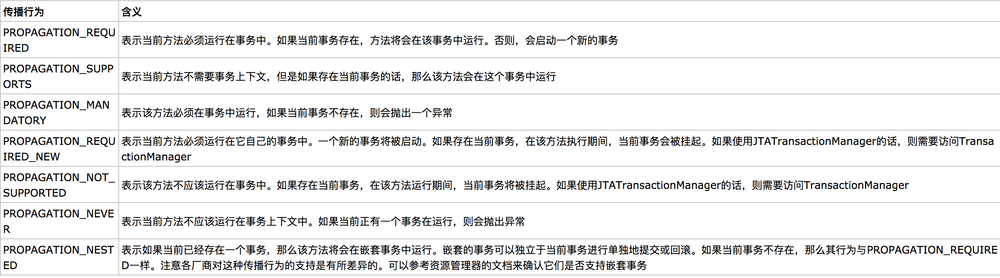 传播行为
含义
PROPAGATION_REQU
IRED
表示当前方法必须运行在事务中。如果当前事务存在，方法将会在该事务中运行。否则，会启动一个新的事务
PROPAGATION_SUPP
ORTS
表示当前方法不需要事务上下文，但是如果存在当前事务的话，那么该方法会在这个事务中运行
PROPAGATION_MAN
DATORY
表示该方法必须在事务中运行，如果当前事务不存在，则会抛出一个异常
PROPAGATION_REQU
IRED_NEW
表示当前方法必须运行在它自己的事务中。一个新的事务将被启动。如果存在当前事务，在该方法执行期间，当前事务会被挂起。如果使用JTATransactionManager的话，则需要访问Transa
ctionManager
PROPAGATION_NOT_
SUPPORTED
表示该方法不应该运行在事务中。如果存在当前事务，在该方法运行期间，当前事务将被挂起。如果使用JTATransactionManager的话，则需要访问TransactionManager
PROPAGATION_NEVE
R
表示当前方法不应该运行在事务上下文中。如果当前正有一个事务在运行，则会抛出异常
PROPAGATION_NEST
ED
表示如果当前已经存在一个事务，那么该方法将会在嵌套事务中运行。嵌套的事务可以独立于当前事务进行单独地提交或回滚。如果当前事务不存在，那么其行为与PROPAGATION_REQUIRE
D一样。注意各厂商对这种传播行为的支持是有所差异的。可以参考资源管理器的文档来确认它们是否支持嵌套事务